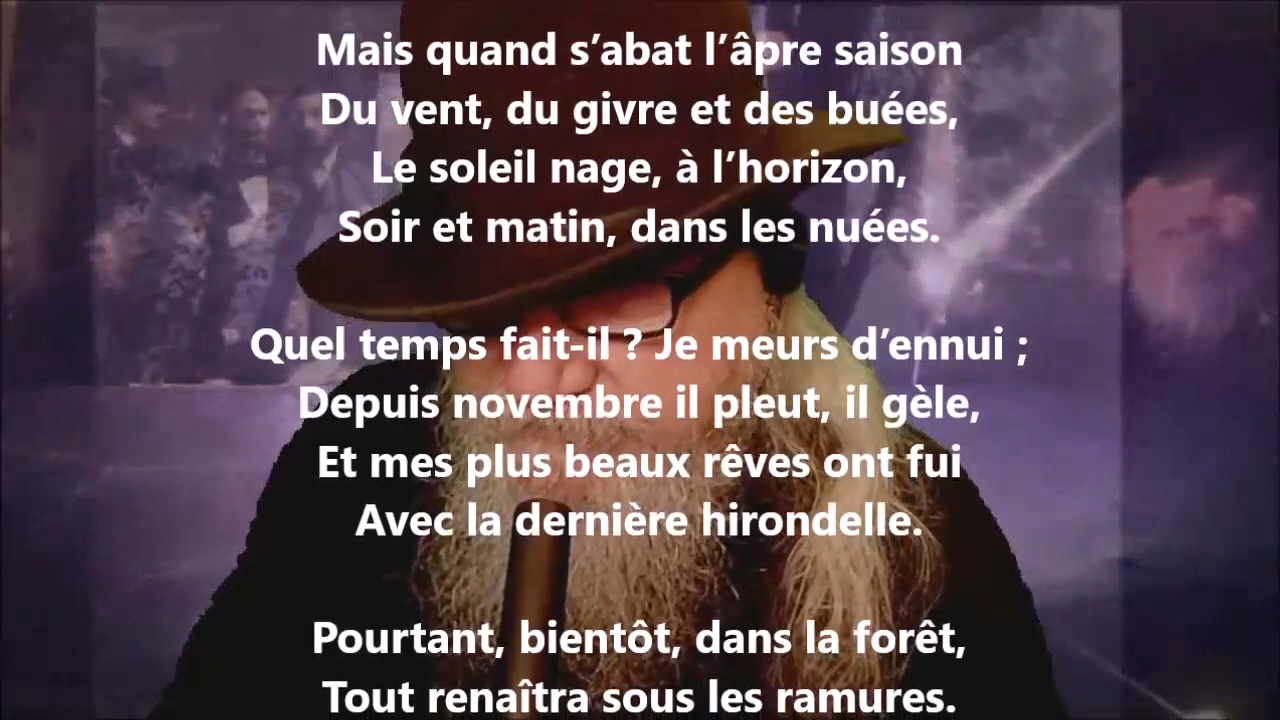 Mais quand s’abat l’âpre saison
Du vent, du givre et des buées,
Le soleil nage, à l’horizon,
Soir et matin, dans les nuées.
Quel temps fait-il ? Je meurs d’ennui ;
Depuis novembre il pleut, il gèle,
Et mes plus beaux rêves ont fui
Avec la dernière hirondelle.
Pourtant, bientôt, dans la forêt,
Tout renaîtra sous les ramures.